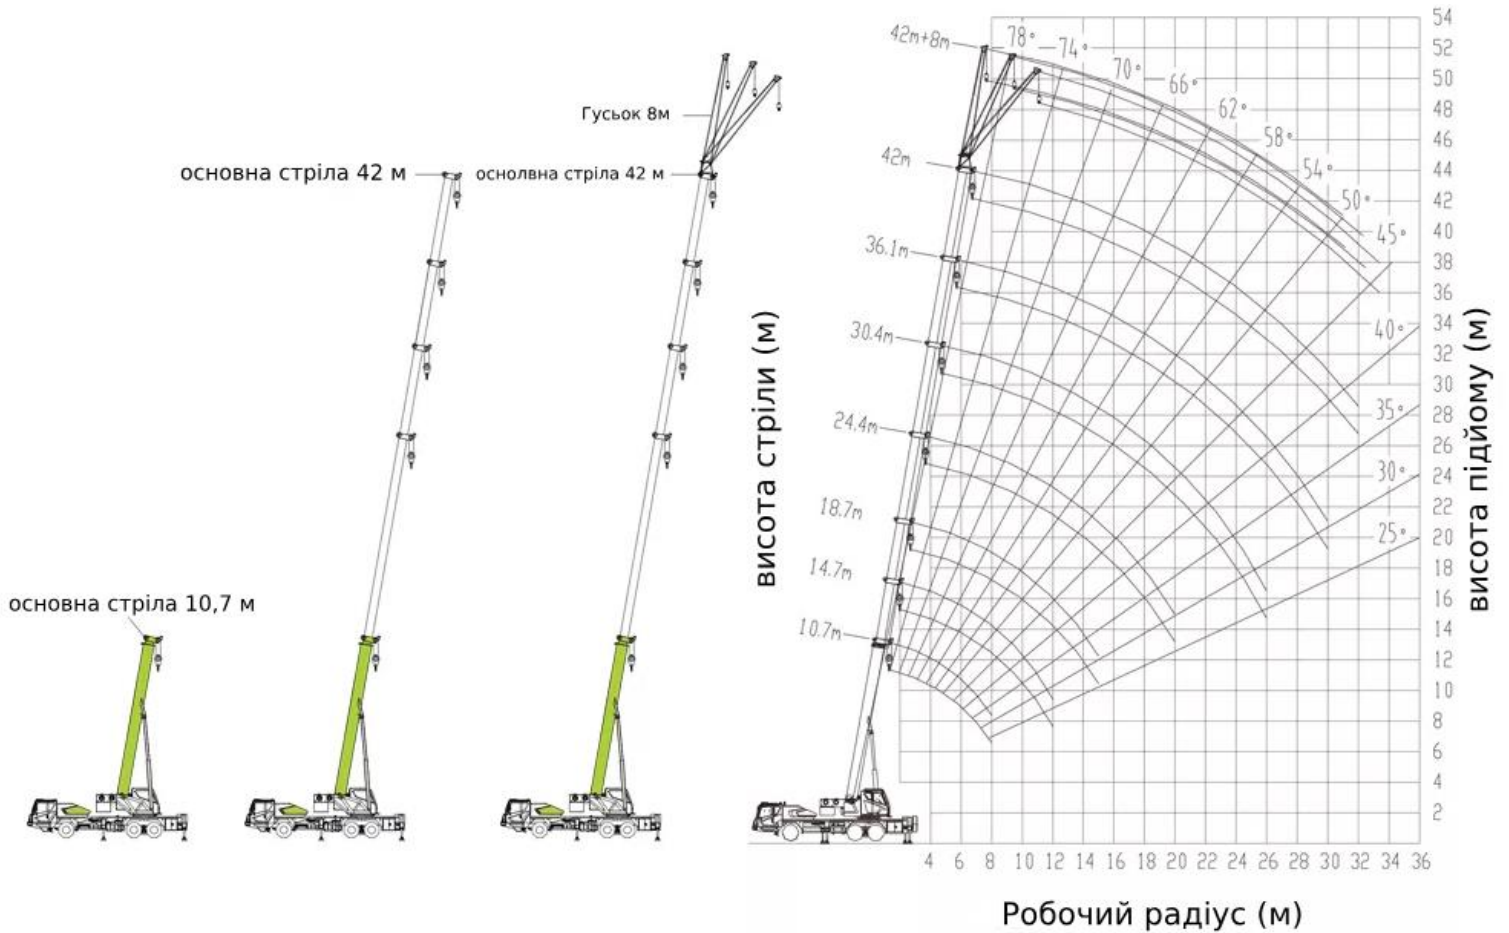 основна стріла 10,7 м
основна стріла 42 м
Гусьок 8м
оснолвна стріла 42 м
висота стріли (м)
42m+8m
42m
36.1m
30.4m
24.4m
18.7m
14.7m
10.7m
78°
74°
70°
66°
62°
58°
54°
50°
45°
40°
35°
30°
25°
54
52
50
48
46
44
42
40
38
36
34
32
30
28
26
24
22
20
18
16
14
12
10
8
6
4
2
висота підйому (м)
4 6 8 10 12 14 16 18 20 22 24 26 28 30 32 34 36
Робочий радіус (м)